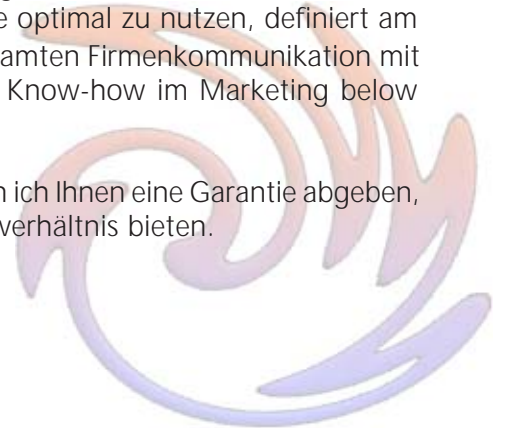 e optimal zu nutzen, definiert am
amten Firmenkommunikation mit
Know-how im Marketing below
n ich Ihnen eine Garantie abgeben,
verhältnis bieten.